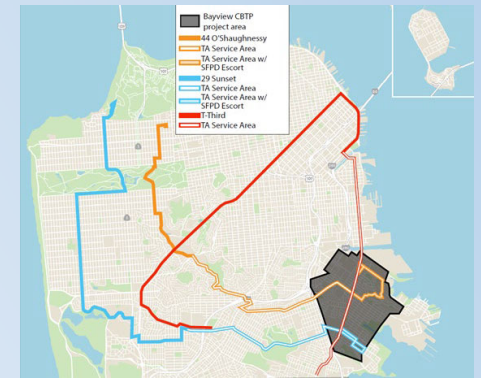 Bayview CBTP
project area
44 O'Shaughnessy
TA Service Area
TA Service Area w/
SFPD Escort
29 Sunset
TA Service Area
TA Service Area w/
SFPD Escort
T-Third
TA Service Area